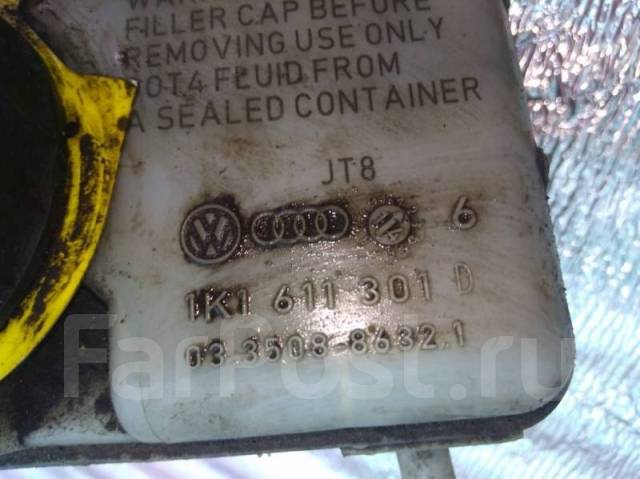 FILLER CAP BEFORE
REMOVING USE ONLY
DOT4 FLUID FROM
A SEALED CONTAINER
JT8
6
1K1 611 301 D
03.3508-8632.1
FarPost.ru